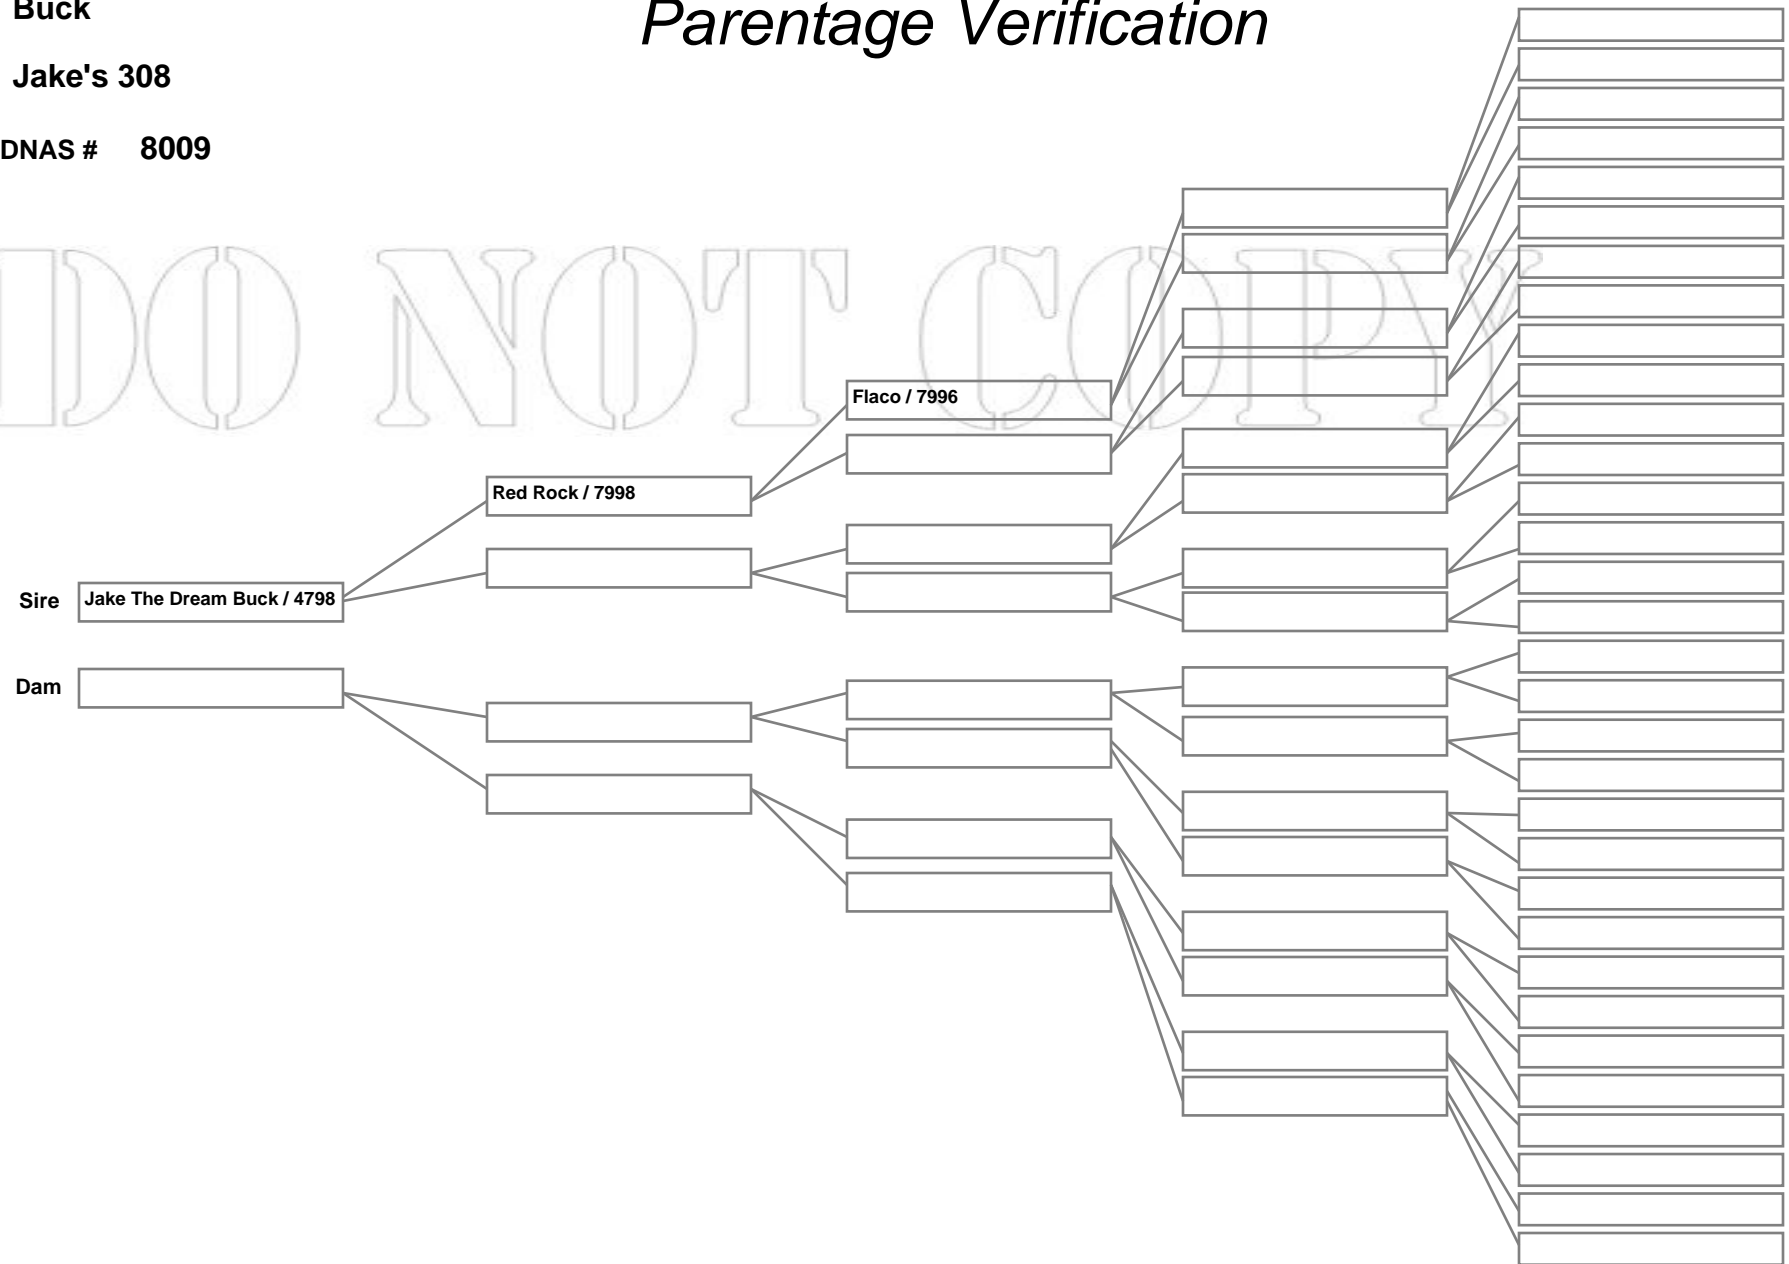 Buck
Parentage Verification
Jake's 308
DNAS # 8009
DO NOT COPY
Flaco / 7996
Red Rock / 7998
Sire Jake The Dream Buck / 4798
Dam